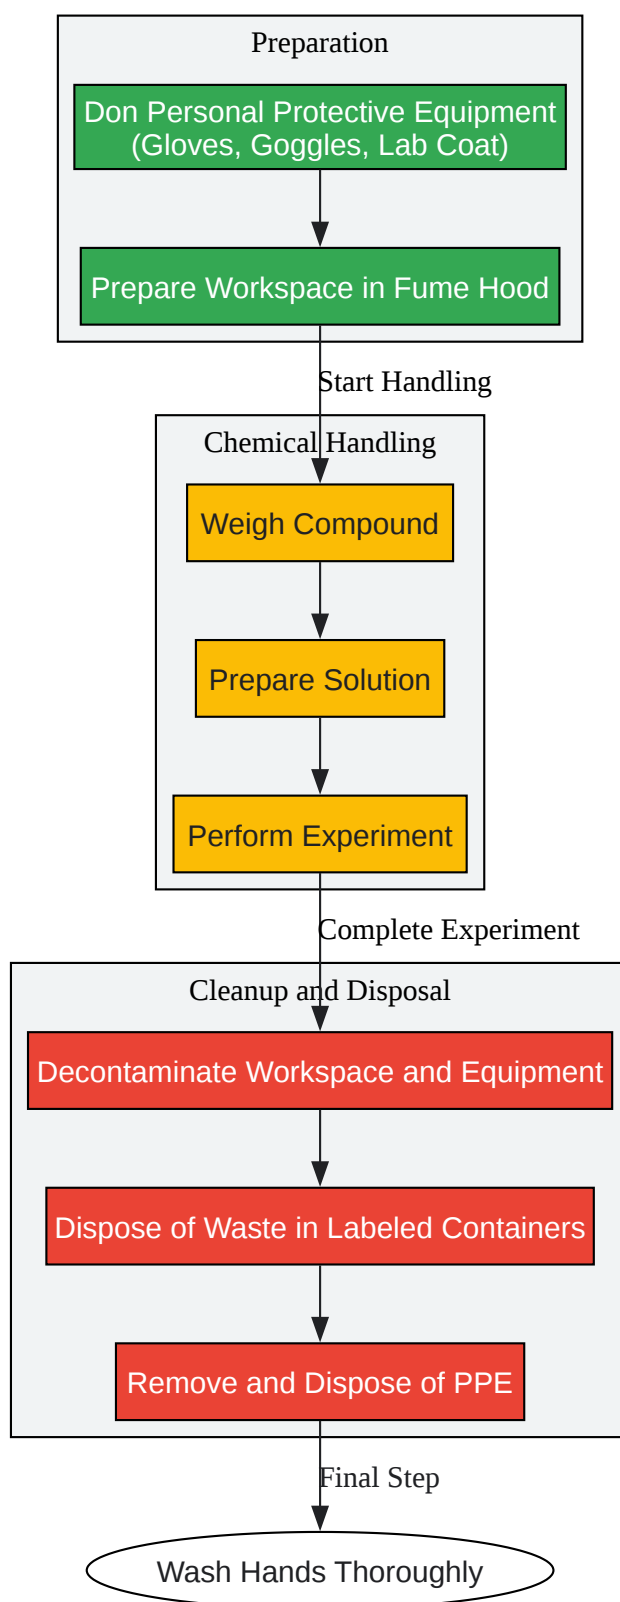 Preparation
Don Personal Protective Equipment
(Gloves, Goggles, Lab Coat)
Prepare Workspace in Fume Hood
Start Handling
Chemical Handling
Weigh Compound
Prepare Solution
Perform Experiment
Complete Experiment
Cleanup and Disposal
Decontaminate Workspace and Equipment
Dispose of Waste in Labeled Containers
Remove and Dispose of PPE
Final Step
Wash Hands Thoroughly